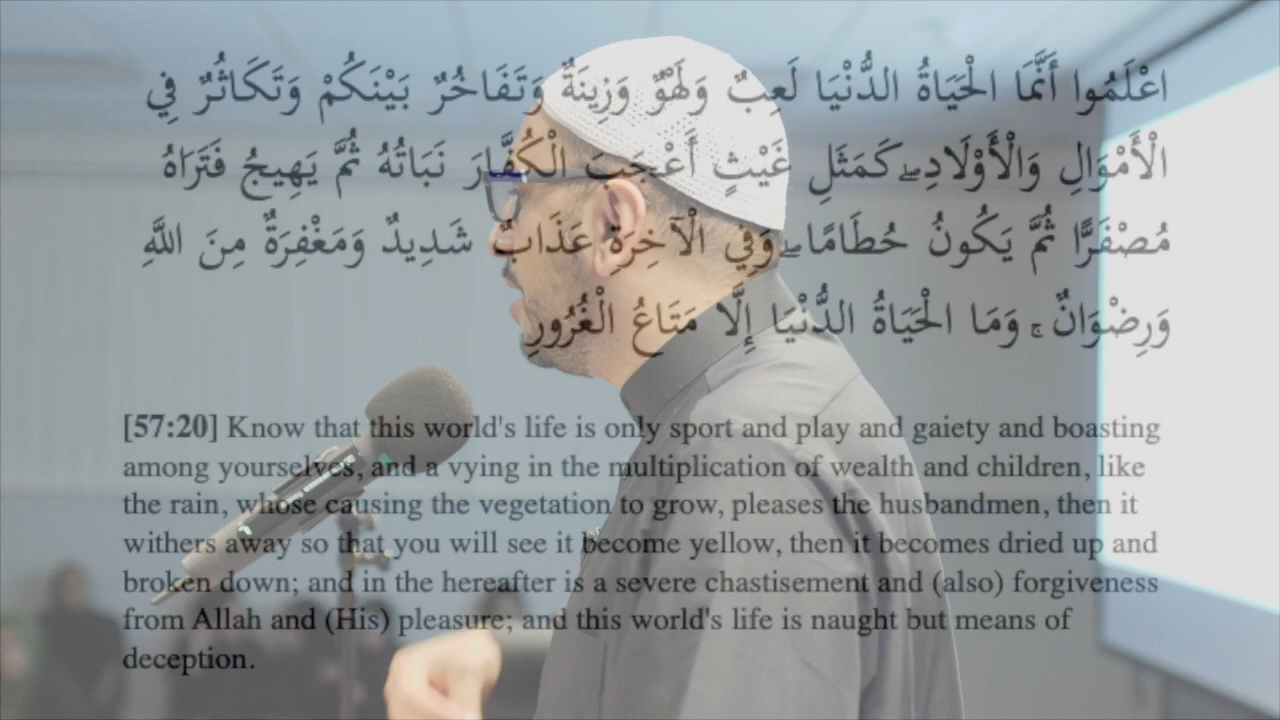 اعْلَمُوا أَنَّمَا الْحَيَاةُ الدُّنْيَا لَعِبٌ وَلَهْوٌ وَزِينَةٌ وَتَفَاخُرٌ بَيْنَكُمْ وَتَكَاثُرٌ فِي
الْأَمْوَالِ وَالْأَوْلَادِ ۖ كَمَثَلِ غَيْثٍ أَعْجَبَ الْكُفَّارَ نَبَاتُهُ ثُمَّ يَهِيجُ فَتَرَاهُ
مُصْفَرًّا ثُمَّ يَكُونُ حُطَامًا ۖ وَفِي الْآخِرَةِ عَذَابٌ شَدِيدٌ وَمَغْفِرَةٌ مِنَ اللَّهِ
وَرِضْوَانٌ ۚ وَمَا الْحَيَاةُ الدُّنْيَا إِلَّا مَتَاعُ الْغُرُورِ
[57:20] Know that this world's life is only sport and play and gaiety and boasting
among yourselves, and a vying in the multiplication of wealth and children, like
the rain, whose causing the vegetation to grow, pleases the husbandmen, then it
withers away so that you will see it become yellow, then it becomes dried up and
broken down; and in the hereafter is a severe chastisement and (also) forgiveness
from Allah and (His) pleasure; and this world's life is naught but means of
deception.